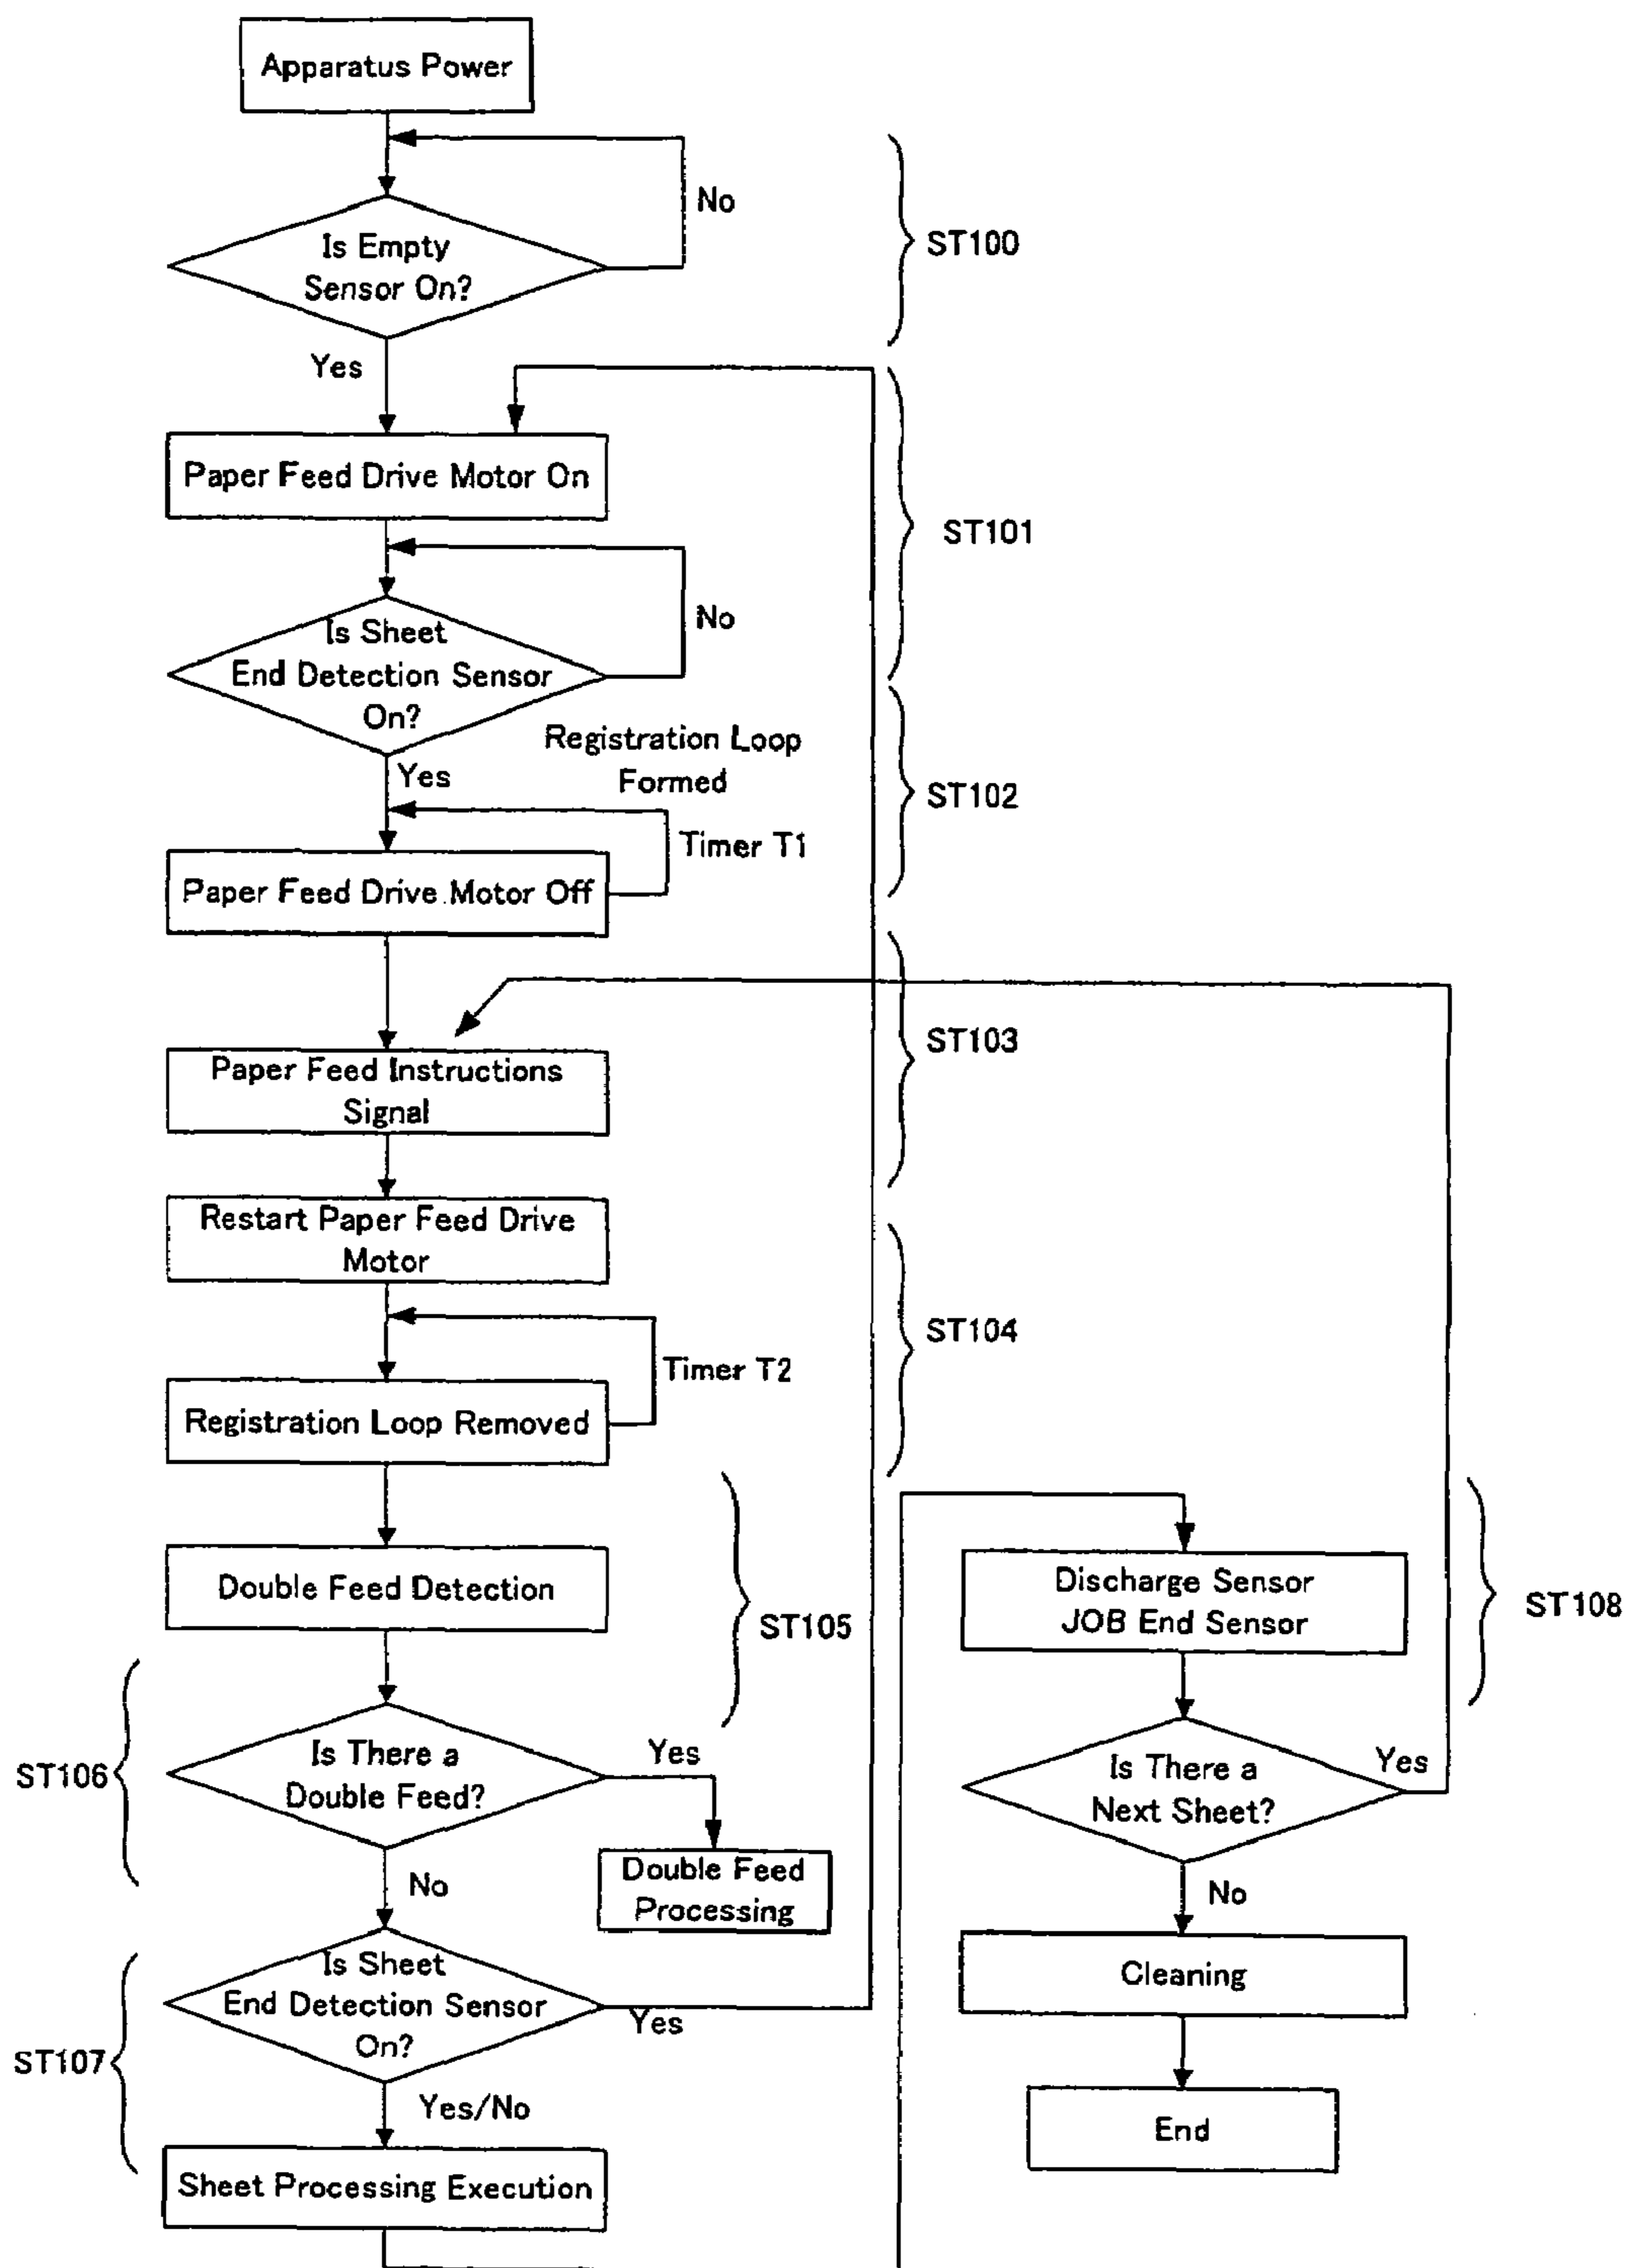 Apparatus Power
No
Is Empty
Sensor On?
ST100
Yes
Paper Feed Drive Motor On
ST101
No
Is Sheet
End Detection Sensor
On?
Registration Loop
Formed
Yes
ST102
Timer T1
Paper Feed Drive Motor Off
ST103
Paper Feed Instructions
Signal
Restart Paper Feed Drive
Motor
ST104
Timer T2
Registration Loop Removed
Double Feed Detection
ST105
ST106
Is There a
Double Feed?
Yes
Double Feed
Processing
No
Is Sheet
End Detection Sensor
On?
Yes
ST107
Yes/No
Sheet Processing Execution
Discharge Sensor
JOB End Sensor
ST108
Is There a
Next Sheet?
Yes
No
Cleaning
End